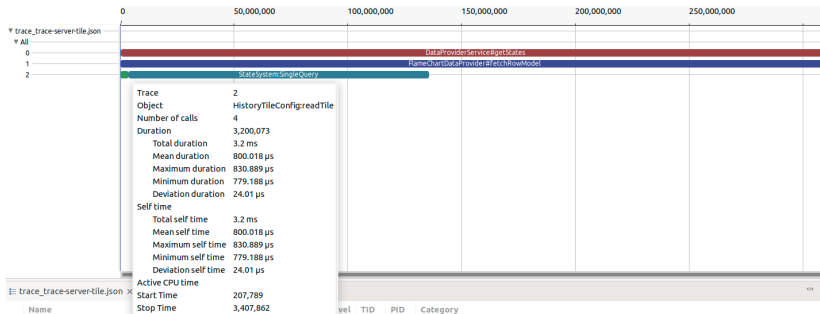 0 50,000,000 100,000,000 150,000,000 200,000,000 250,000,000
trace_trace-server-tile.json
All
0 DataProviderService#getStates
1 FlameChartDataProvider#fetchRowModel
2 StateSystem:SingleQuery
Trace 2
Object HistoryTileConfig:readTile
Number of calls 4
Duration 3,200,073
Total duration 3.2 ms
Mean duration 800.018 µs
Maximum duration 830.889 µs
Minimum duration 779.188 µs
Deviation duration 24.01 µs
Self time
Total self time 3.2 ms
Mean self time 800.018 µs
Maximum self time 830.889 µs
Minimum self time 779.188 µs
Deviation self time 24.01 µs
Active CPU time
trace_trace-server-tile.json
Start Time 207,789
Stop Time 3,407,862
Name vel TID PID Category